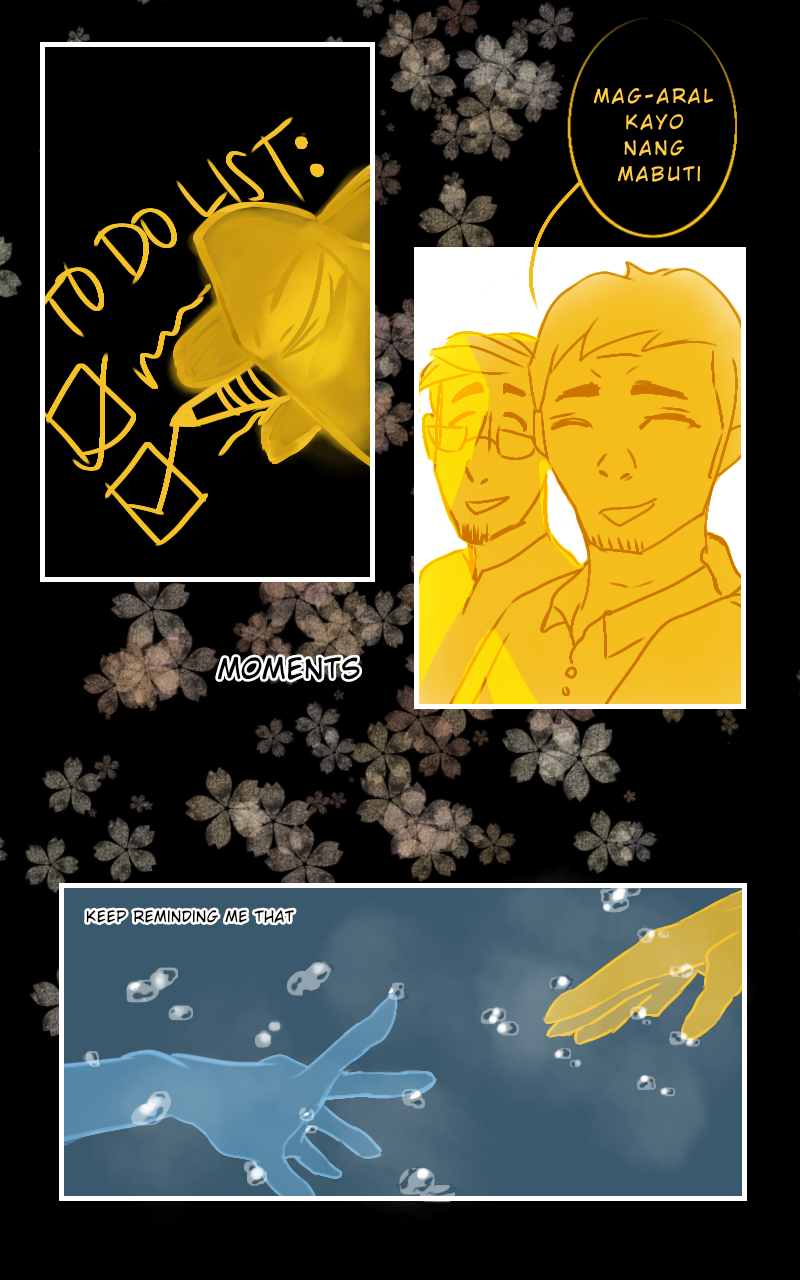 TO DO LIST:
MAG-ARAL
KAYO
NANG
MABUTI
MOMENTS
KEEP REMINDING ME THAT